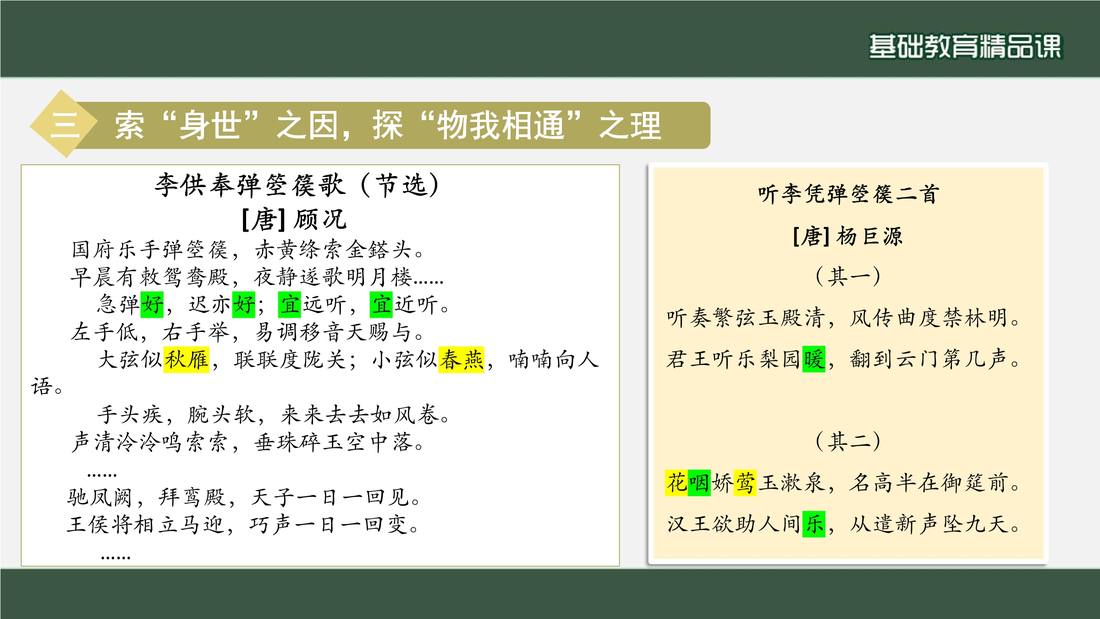 基础教育精品课
三 索“身世”之因，探“物我相通”之理
李供奉弹箜篌歌（节选）
[唐] 顾况
国府乐手弹箜篌，赤黄绦索金鎝头。
早晨有敕鸳鸯殿，夜静遂歌明月楼……
急弹好，迟亦好；宜远听，宜近听。
左手低，右手举，易调移音天赐与。
大弦似秋雁，联联度陇关；小弦似春燕，喃喃向人
语。
手头疾，腕头软，来来去去如风卷。
声清泠泠鸣索索，垂珠碎玉空中落。
……
驰凤阙，拜鸾殿，天子一日一回见。
王侯将相立马迎，巧声一日一回变。
……
听李凭弹箜篌二首
[唐] 杨巨源
（其一）
听奏繁弦玉殿清，风传曲度禁林明。
君王听乐梨园暖，翻到云门第几声。
（其二）
花咽娇莺玉漱泉，名高半在御筵前。
汉王欲助人间乐，从遣新声坠九天。